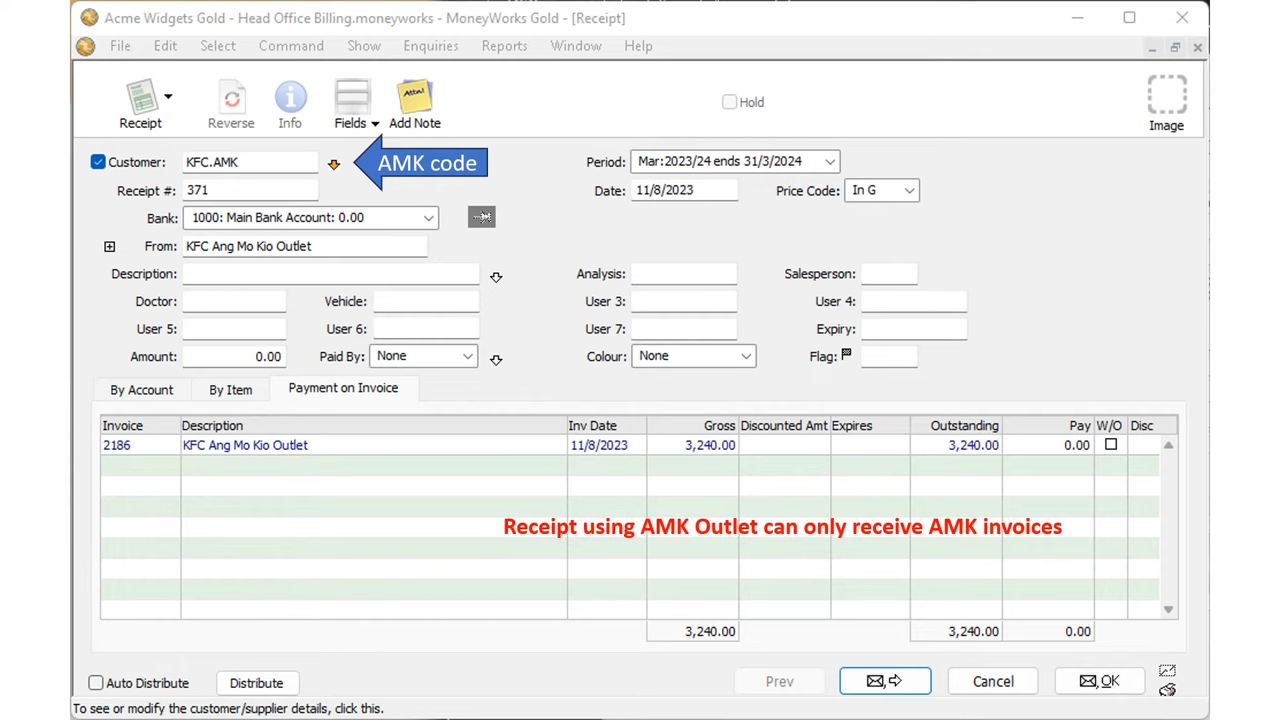 Acme Widgets Gold - Head Office Billing.moneyworks - MoneyWorks Gold - [Receipt]
File Edit Select Command Show Enquiries Reports Window Help
Receipt Reverse Info Fields Add Note Hold Image
Attn!
Customer: KFC.AMK AMK code Period: Mar:2023/24 ends 31/3/2024
Receipt #: 371 Date: 11/8/2023 Price Code: In G
Bank: 1000: Main Bank Account: 0.00
From: KFC Ang Mo Kio Outlet
Description: Analysis: Salesperson:
Doctor: Vehicle: User 3: User 4:
User 5: User 6: User 7: Expiry:
Amount: 0.00 Paid By: None Colour: None Flag:
By Account By Item Payment on Invoice
Invoice Description Inv Date Gross Discounted Amt Expires Outstanding Pay W/O Disc
2186 KFC Ang Mo Kio Outlet 11/8/2023 3,240.00 3,240.00 0.00
Receipt using AMK Outlet can only receive AMK invoices
3,240.00 3,240.00 0.00
Auto Distribute Distribute Prev Cancel OK
To see or modify the customer/supplier details, click this.